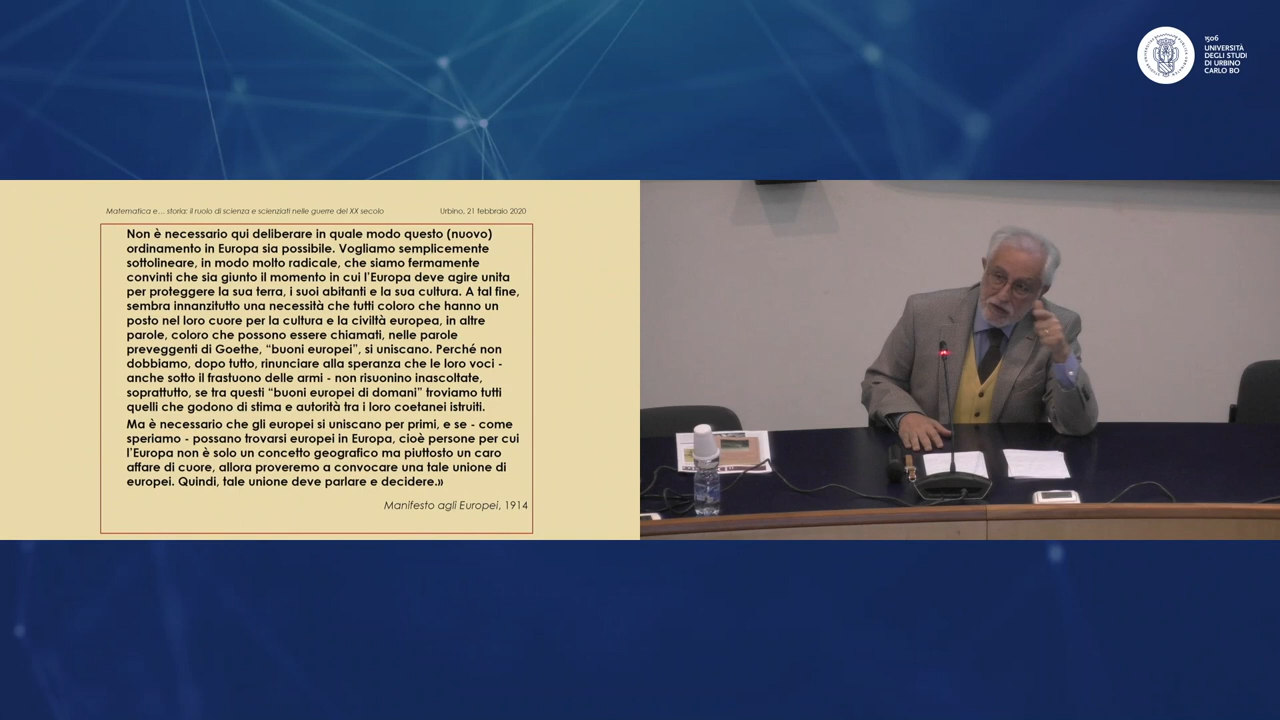 1506
UNIVERSITÀ
DEGLI STUDI
DI URBINO
CARLO BO
Matematica e... storia: il ruolo di scienza e scienziati nelle guerre del XX secolo
Urbino, 21 febbraio 2020
Non è necessario qui deliberare in quale modo questo (nuovo)
ordinamento in Europa sia possibile. Vogliamo semplicemente
sottolineare, in modo molto radicale, che siamo fermamente
convinti che sia giunto il momento in cui l'Europa deve agire unita
per proteggere la sua terra, i suoi abitanti e la sua cultura. A tal fine,
sembra innanzitutto una necessità che tutti coloro che hanno un
posto nel loro cuore per la cultura e la civiltà europea, in altre
parole, coloro che possono essere chiamati, nelle parole
preveggenti di Goethe, “buoni europei”, si uniscano. Perché non
dobbiamo, dopo tutto, rinunciare alla speranza che le loro voci -
anche sotto il frastuono delle armi - non risuonino inascoltate,
soprattutto, se tra questi “buoni europei di domani” troviamo tutti
quelli che godono di stima e autorità tra i loro coetanei istruiti.
Ma è necessario che gli europei si uniscano per primi, e se - come
speriamo - possano trovarsi europei in Europa, cioè persone per cui
l'Europa non è solo un concetto geografico ma piuttosto un caro
affare di cuore, allora proveremo a convocare una tale unione di
europei. Quindi, tale unione deve parlare e decidere.»
Manifesto agli Europei, 1914